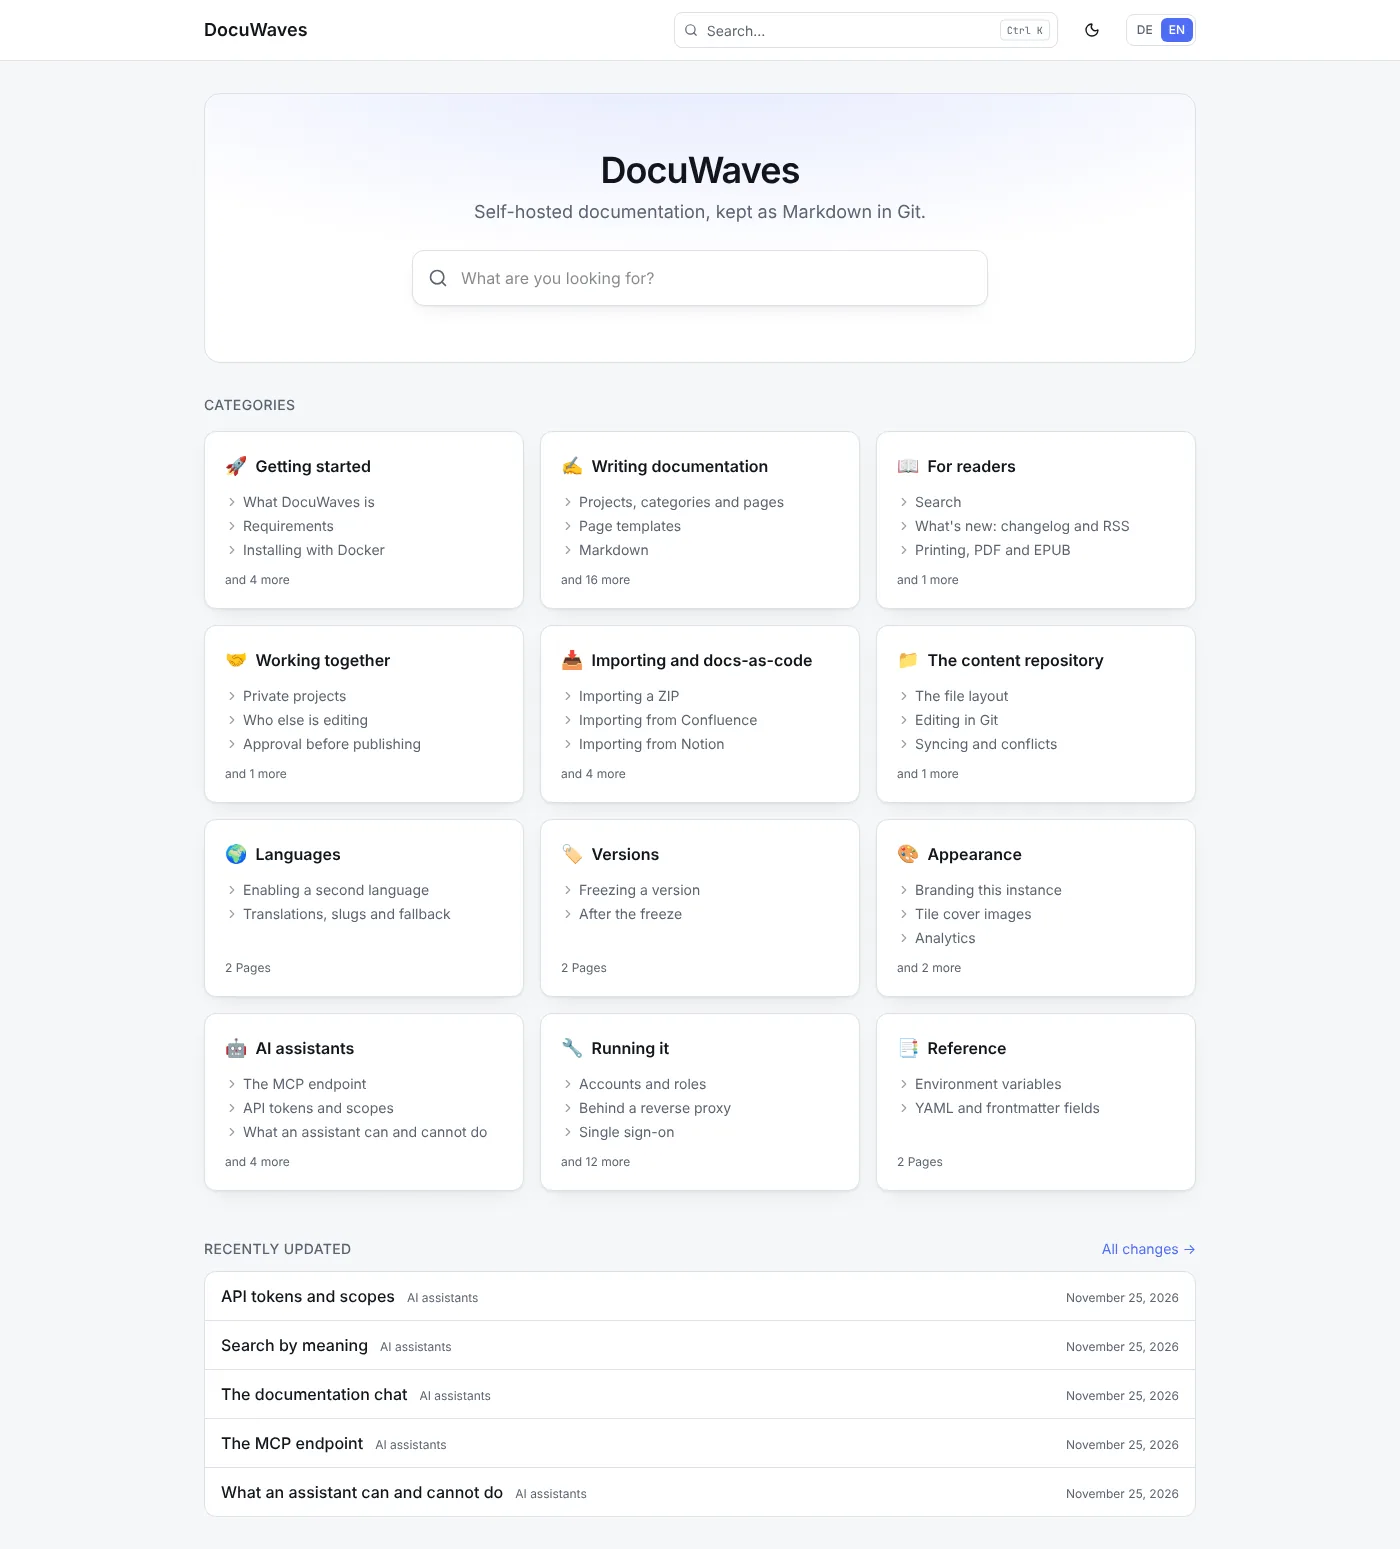 DocuWaves
Search...
Ctrl K
DE
EN
DocuWaves
Self-hosted documentation, kept as Markdown in Git.
What are you looking for?
CATEGORIES
Getting started
What DocuWaves is
Requirements
Installing with Docker
and 4 more
Writing documentation
Projects, categories and pages
Page templates
Markdown
and 16 more
For readers
Search
What's new: changelog and RSS
Printing, PDF and EPUB
and 1 more
Working together
Private projects
Who else is editing
Approval before publishing
and 1 more
Importing and docs-as-code
Importing a ZIP
Importing from Confluence
Importing from Notion
and 4 more
The content repository
The file layout
Editing in Git
Syncing and conflicts
and 1 more
Languages
Enabling a second language
Translations, slugs and fallback
2 Pages
Versions
Freezing a version
After the freeze
2 Pages
Appearance
Branding this instance
Tile cover images
Analytics
and 2 more
AI assistants
The MCP endpoint
API tokens and scopes
What an assistant can and cannot do
and 4 more
Running it
Accounts and roles
Behind a reverse proxy
Single sign-on
and 12 more
Reference
Environment variables
YAML and frontmatter fields
2 Pages
RECENTLY UPDATED
All changes →
API tokens and scopes AI assistants November 25, 2026
Search by meaning AI assistants November 25, 2026
The documentation chat AI assistants November 25, 2026
The MCP endpoint AI assistants November 25, 2026
What an assistant can and cannot do AI assistants November 25, 2026